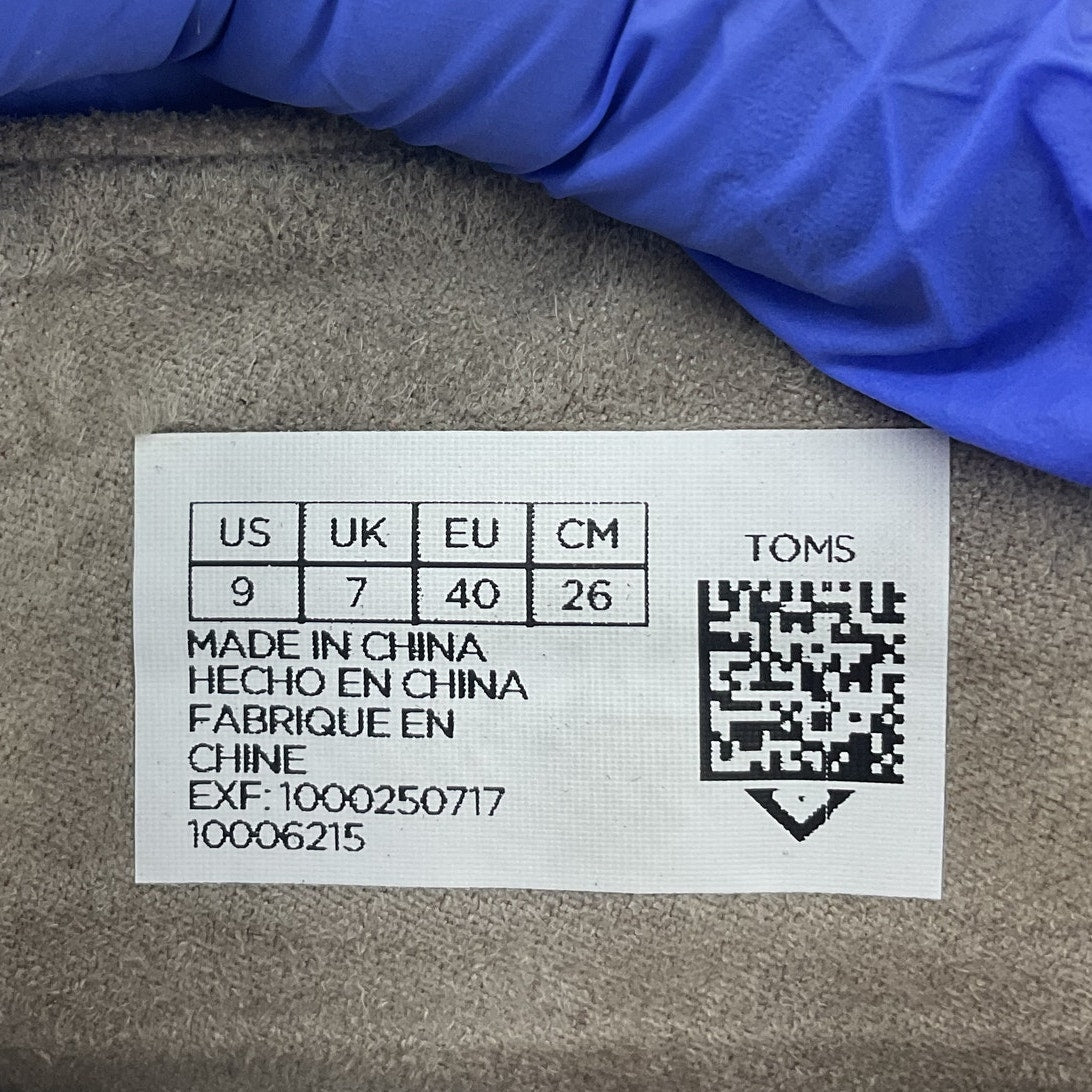 US UK EU CM
9 7 40 26
MADE IN CHINA
HECHO EN CHINA
FABRIQUE EN
CHINE
EXF: 1000250717
10006215
TOMS